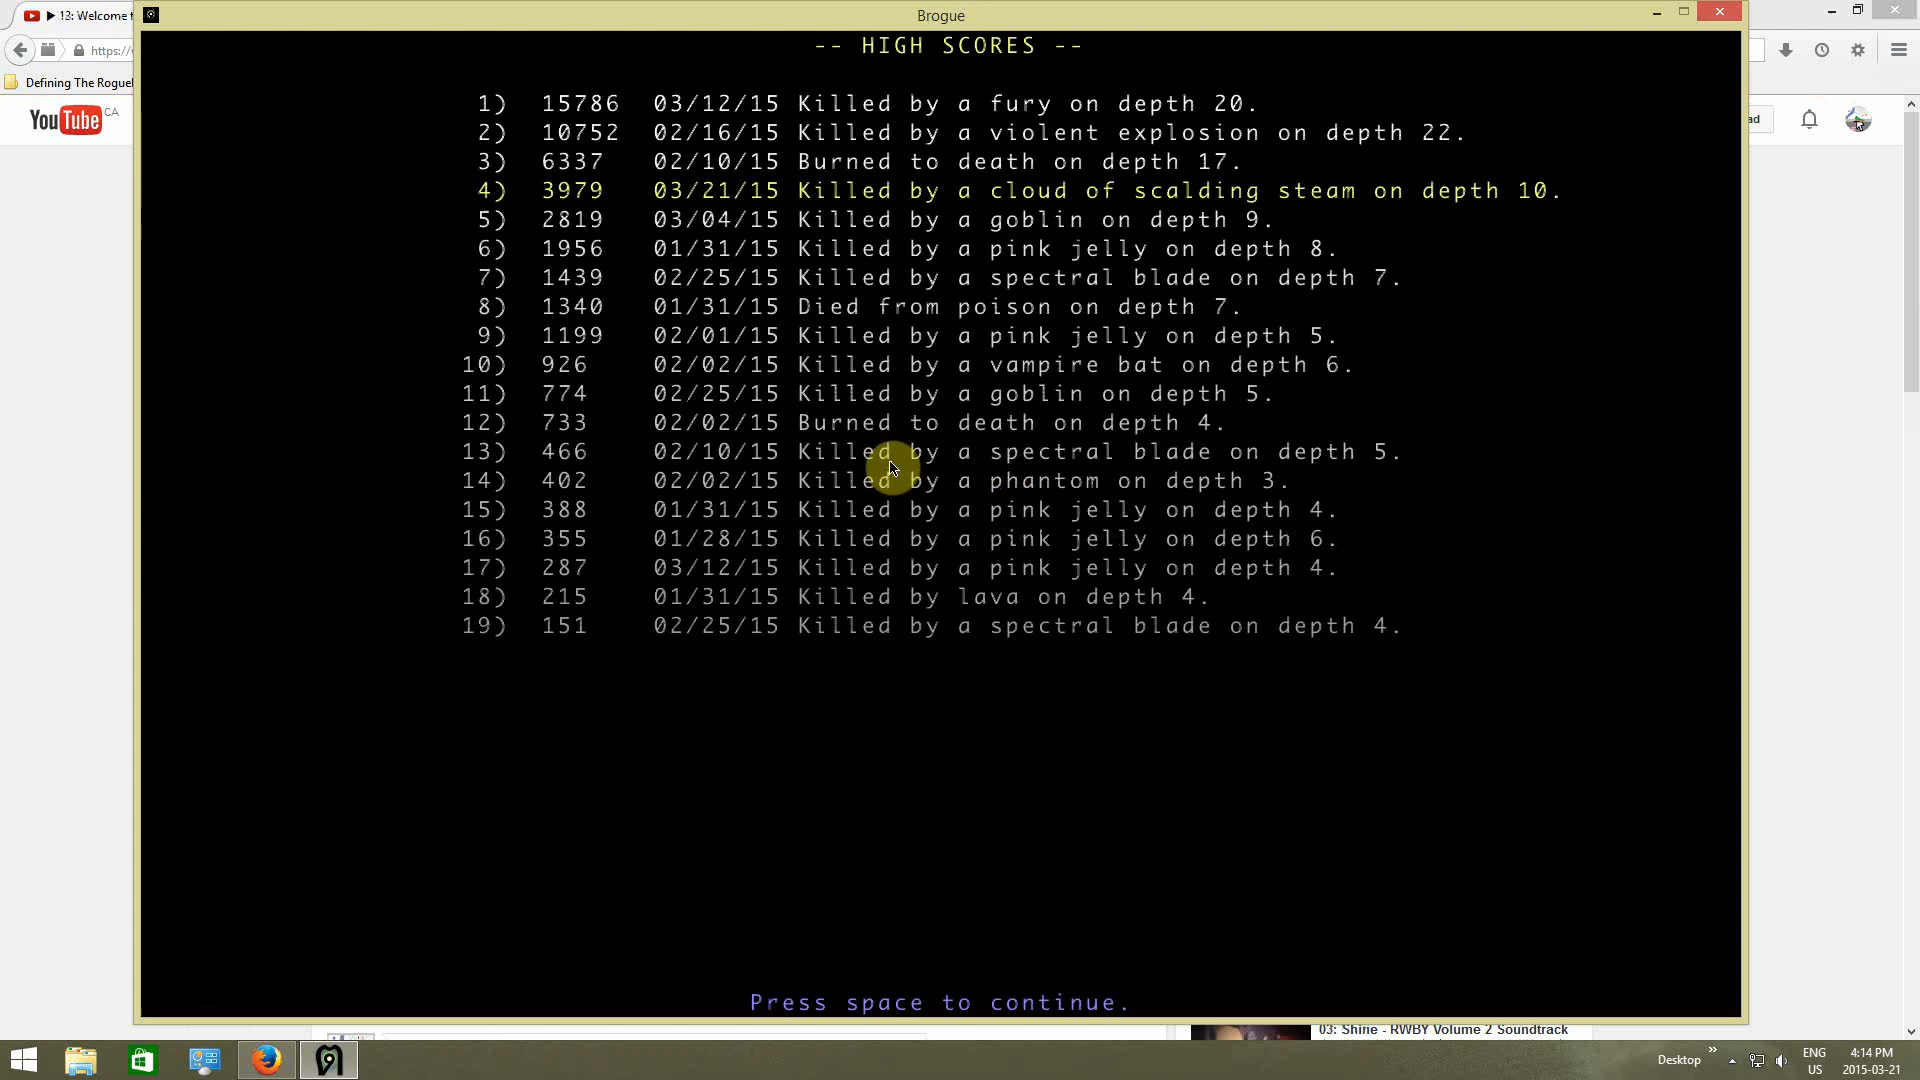 13: Welcome t
Brogue
https://
Defining The Roguel
YouTube CA
ad
-- HIGH SCORES --
1) 15786 03/12/15 Killed by a fury on depth 20.
2) 10752 02/16/15 Killed by a violent explosion on depth 22.
3) 6337 02/10/15 Burned to death on depth 17.
4) 3979 03/21/15 Killed by a cloud of scalding steam on depth 10.
5) 2819 03/04/15 Killed by a goblin on depth 9.
6) 1956 01/31/15 Killed by a pink jelly on depth 8.
7) 1439 02/25/15 Killed by a spectral blade on depth 7.
8) 1340 01/31/15 Died from poison on depth 7.
9) 1199 02/01/15 Killed by a pink jelly on depth 5.
10) 926 02/02/15 Killed by a vampire bat on depth 6.
11) 774 02/25/15 Killed by a goblin on depth 5.
12) 733 02/02/15 Burned to death on depth 4.
13) 466 02/10/15 Killed by a spectral blade on depth 5.
14) 402 02/02/15 Killed by a phantom on depth 3.
15) 388 01/31/15 Killed by a pink jelly on depth 4.
16) 355 01/28/15 Killed by a pink jelly on depth 6.
17) 287 03/12/15 Killed by a pink jelly on depth 4.
18) 215 01/31/15 Killed by lava on depth 4.
19) 151 02/25/15 Killed by a spectral blade on depth 4.
Press space to continue.
03: Shine - RWBY Volume 2 Soundtrack
Desktop
ENG
US
4:14 PM
2015-03-21